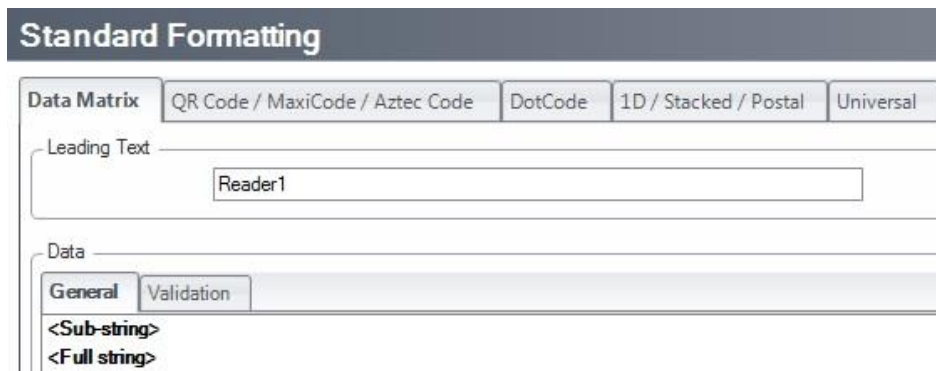 Standard Formatting
Data Matrix QR Code / MaxiCode / Aztec Code DotCode 1D / Stacked / Postal Universal
Leading Text
Reader1
Data
General Validation
<Sub-string>
<Full string>